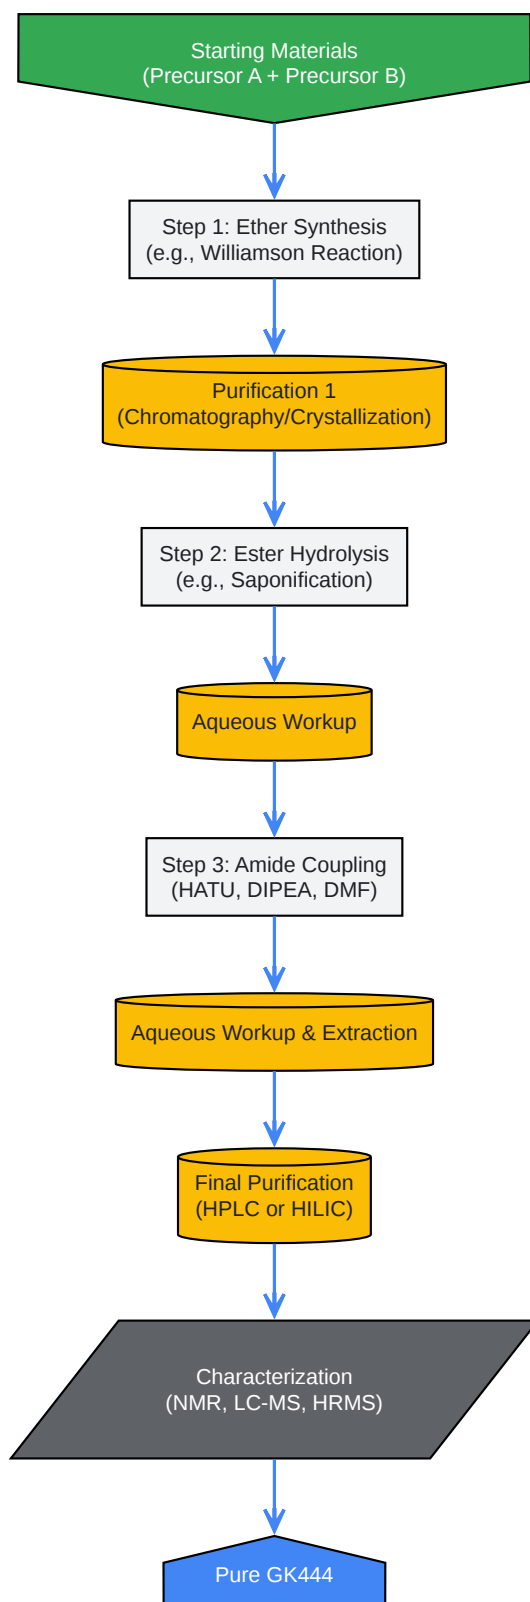 Starting Materials
(Precursor A + Precursor B)
Step 1: Ether Synthesis
(e.g., Williamson Reaction)
Purification 1
(Chromatography/Crystallization)
Step 2: Ester Hydrolysis
(e.g., Saponification)
Aqueous Workup
Step 3: Amide Coupling
(HATU, DIPEA, DMF)
Aqueous Workup & Extraction
Final Purification
(HPLC or HILIC)
Characterization
(NMR, LC-MS, HRMS)
Pure GK444